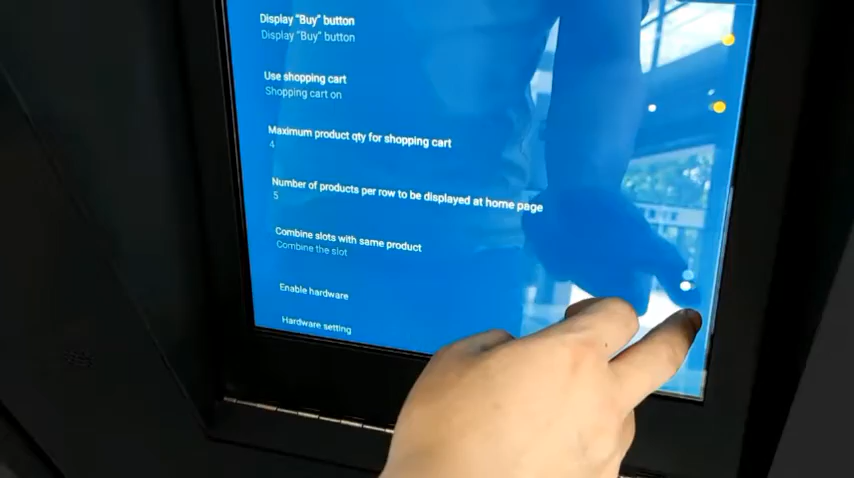 Display "Buy" button
Display "Buy" button
Use shopping cart
Shopping cart on
Maximum product qty for shopping cart
4
Number of products per row to be displayed at home page
5
Combine slots with same product
Combine the slot
Enable hardware
Hardware setting